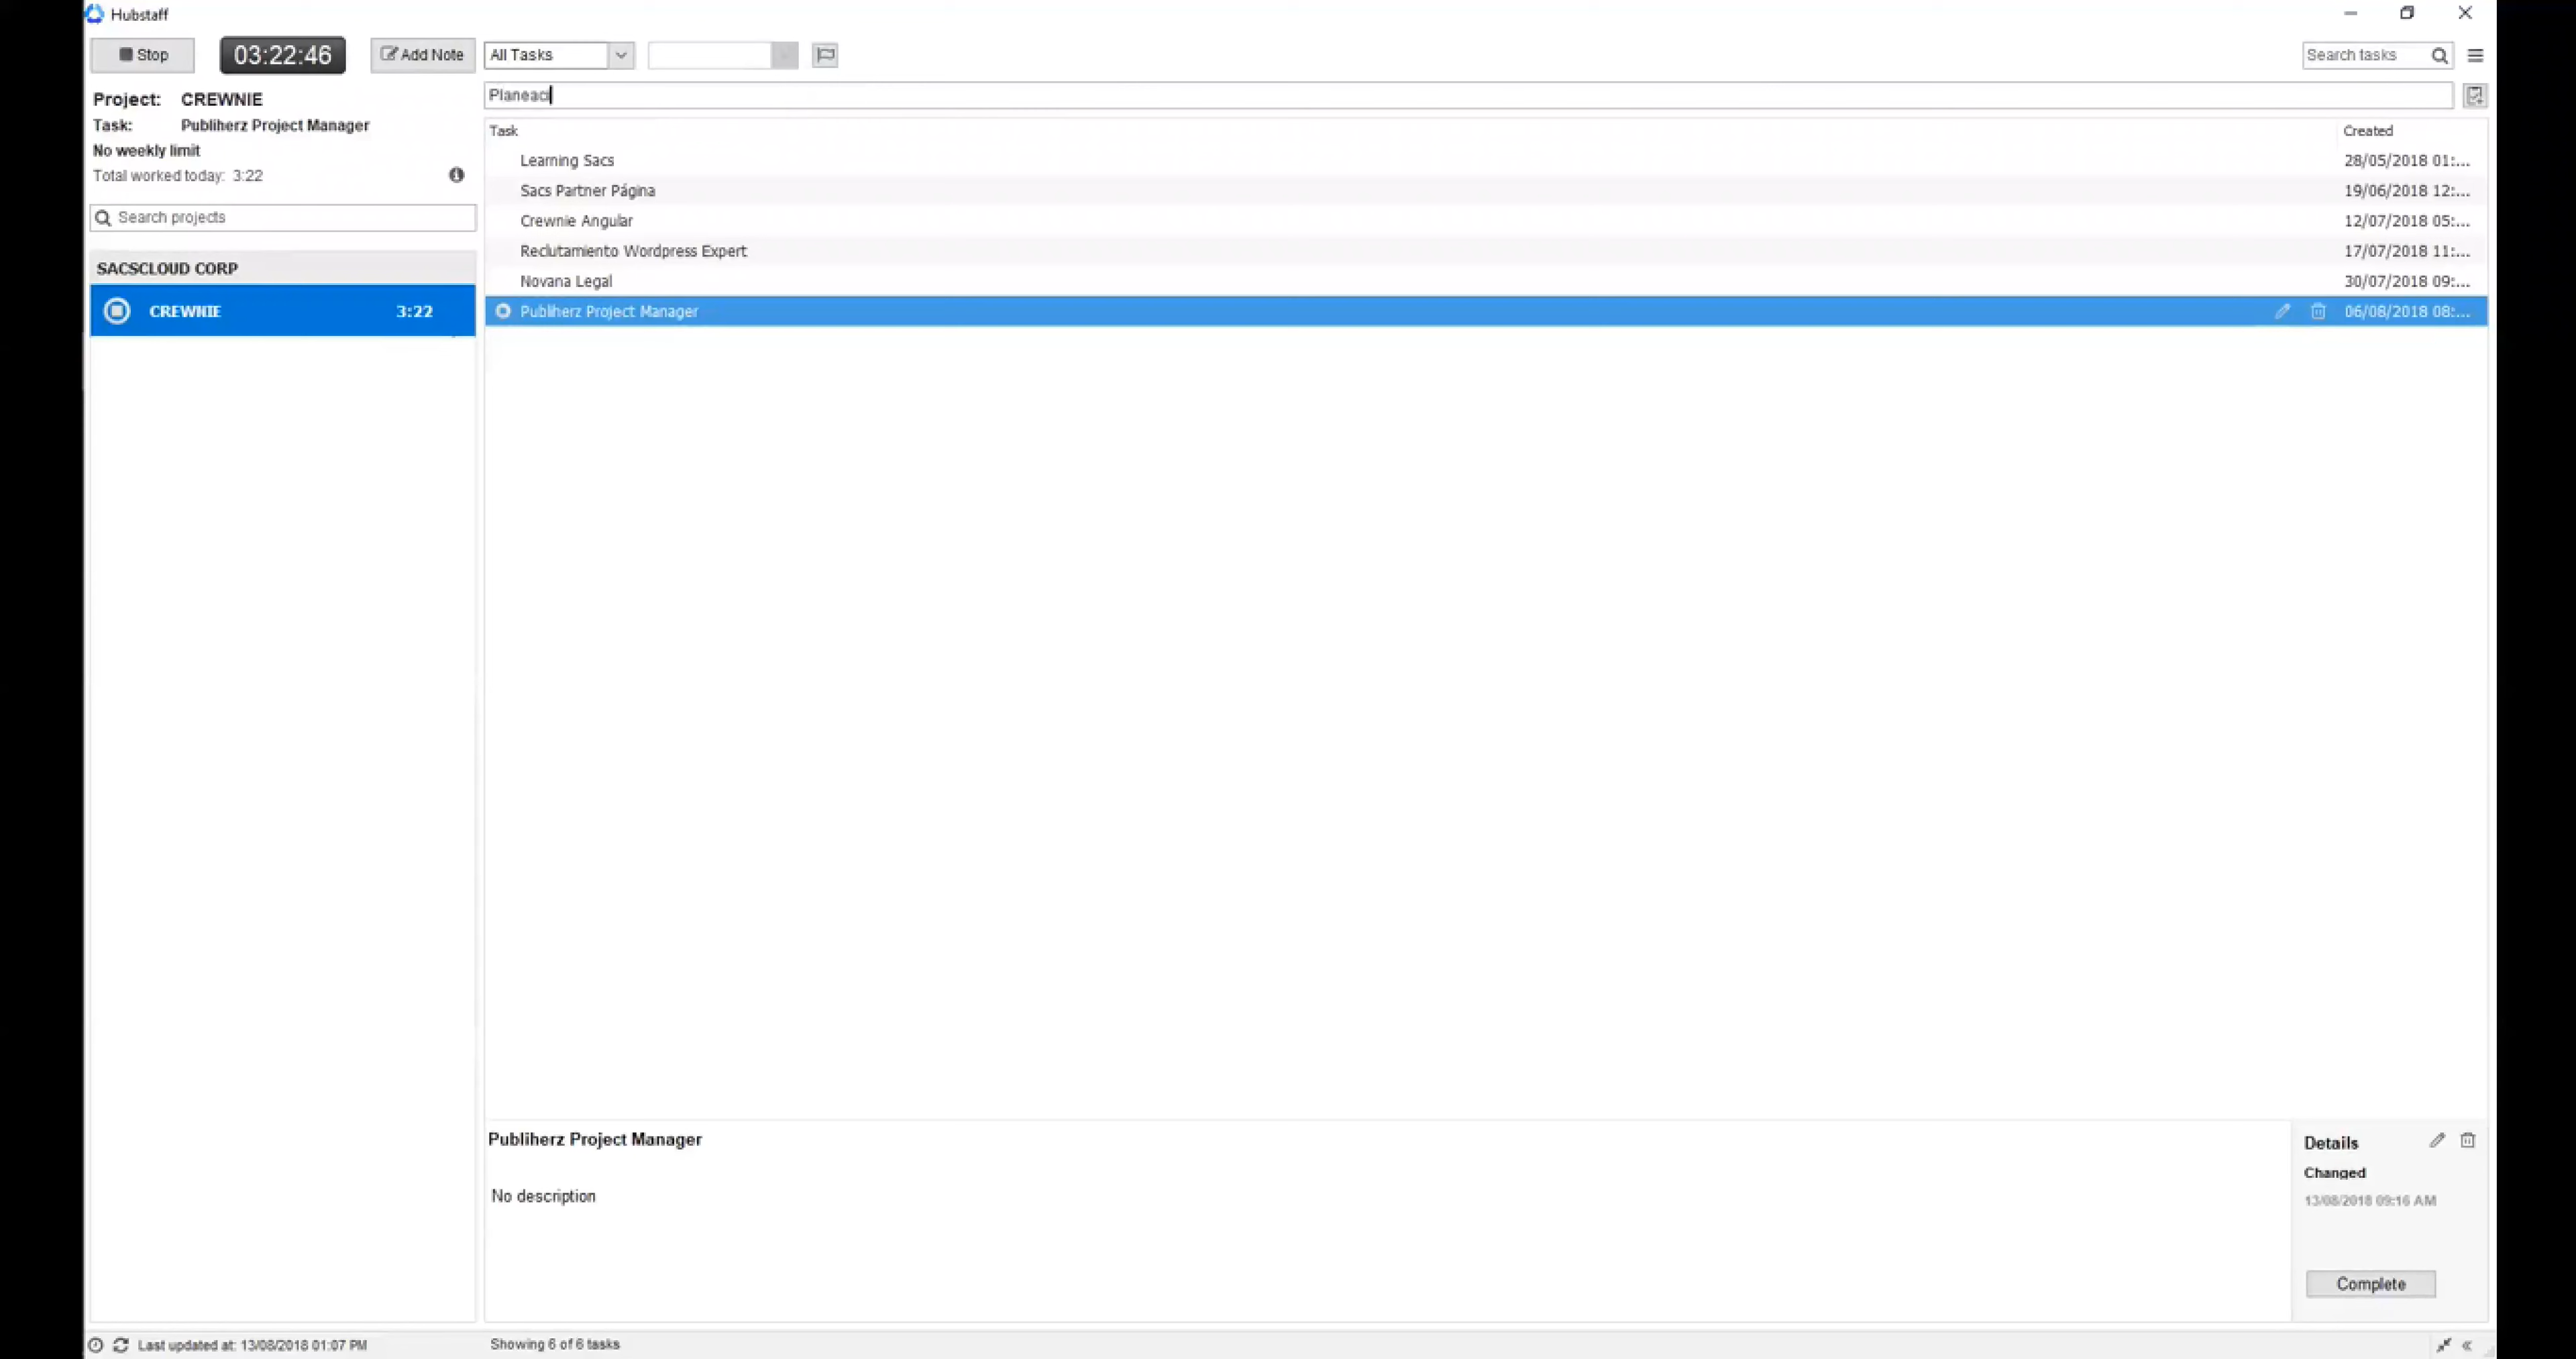 Hubstaff
Stop
03:22:46
Add Note
All Tasks
Search tasks
Project: CREWNIE
Task: Publiherz Project Manager
No weekly limit
Total worked today: 3:22
Search projects
SACSCLOUD CORP
CREWNIE 3:22
Planeaci
Task Created
Learning Sacs 28/05/2018 01:...
Sacs Partner Página 19/06/2018 12:...
Crewnie Angular 12/07/2018 05:...
Reclutamiento Wordpress Expert 17/07/2018 11:...
Novana Legal 30/07/2018 09:...
Publiherz Project Manager 06/08/2018 08:...
Publiherz Project Manager
No description
Details
Changed
13/08/2018 09:16 AM
Complete
Last updated at: 13/08/2018 01:07 PM
Showing 6 of 6 tasks